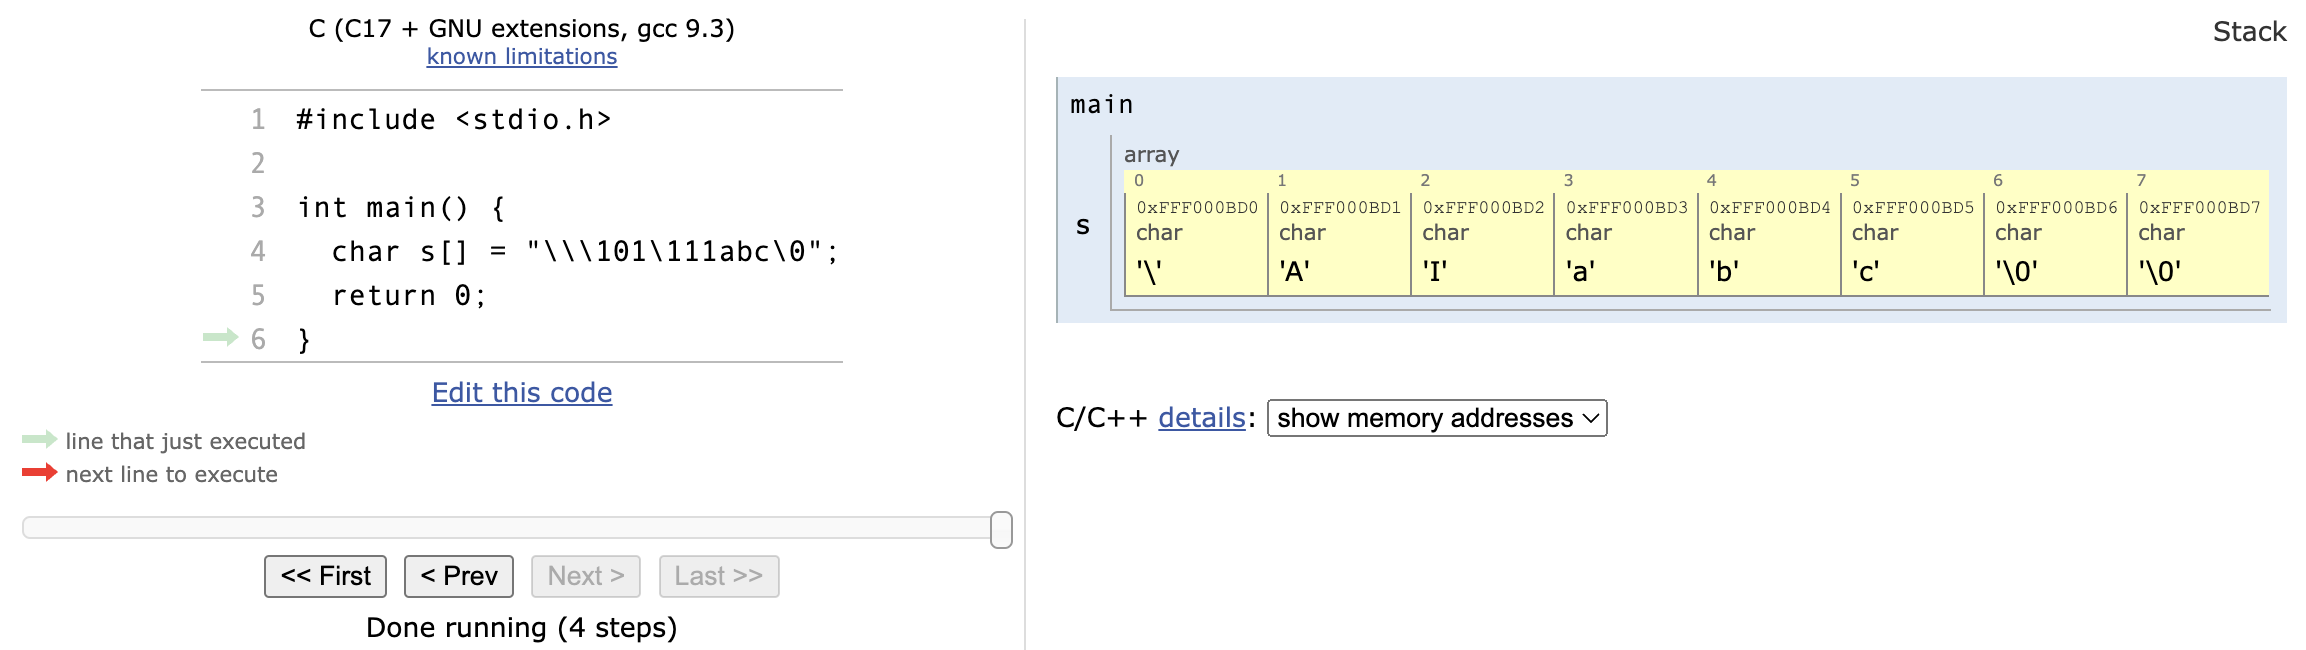 C (C17 + GNU extensions, gcc 9.3)
known limitations
1 #include <stdio.h>
2
3 int main() {
4   char s[] = "\\\101\111abc\0";
5   return 0;
6 }
Edit this code
line that just executed
next line to execute
<< First < Prev Next > Last >>
Done running (4 steps)
Stack
main
array
0 1 2 3 4 5 6 7
0xFFF000BD0 0xFFF000BD1 0xFFF000BD2 0xFFF000BD3 0xFFF000BD4 0xFFF000BD5 0xFFF000BD6 0xFFF000BD7
s char char char char char char char char
'\' 'A' 'I' 'a' 'b' 'c' '\0' '\0'
C/C++ details: show memory addresses